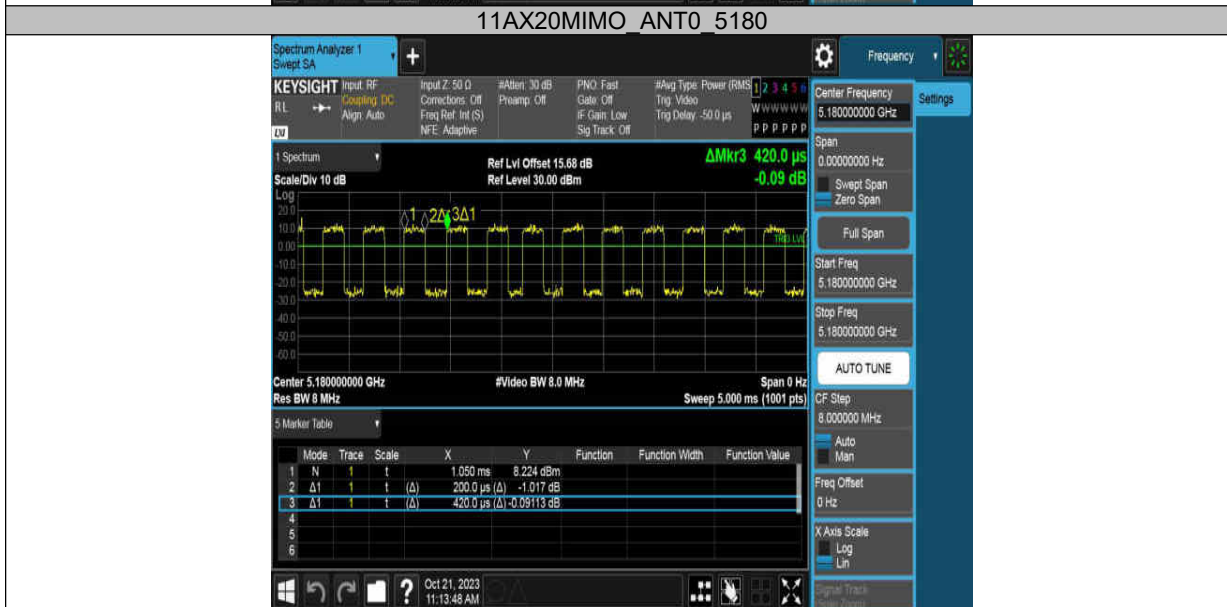 11AX20MIMO_ANT0_5180
Spectrum Analyzer 1
Swept SA
Frequency
KEYSIGHT
RL
LVI
Input: RF
Coupling: DC
Align: Auto
Input Z: 50 Ω
Corrections: Off
Freq Ref: Int (S)
NFE: Adaptive
#Atten: 30 dB
Preamp: Off
PNO: Fast
Gate: Off
IF Gain: Low
Sig Track: Off
#Avg Type: Power (RMS
Trig: Video
Trig Delay: -50.0 µs
1 2 3 4 5 6
W W W W W W
P P P P P P
Center Frequency
5.180000000 GHz
Settings
1 Spectrum
Ref Lvl Offset 15.68 dB
ΔMkr3 420.0 µs
Scale/Div 10 dB
Ref Level 30.00 dBm
-0.09 dB
Span
0.00000000 Hz
Swept Span
Zero Span
Log
20.0
10.0
0.00
-10.0
-20.0
-30.0
-40.0
-50.0
-60.0
1 2Δ 3Δ1
TRIG LVL
Full Span
Start Freq
5.180000000 GHz
Stop Freq
5.180000000 GHz
AUTO TUNE
Center 5.180000000 GHz
#Video BW 8.0 MHz
Span 0 Hz
Res BW 8 MHz
Sweep 5.000 ms (1001 pts)
CF Step
8.000000 MHz
Auto
Man
5 Marker Table
Mode Trace Scale X Y Function Function Width Function Value
1 N 1 t 1.050 ms 8.224 dBm
2 Δ1 1 t (Δ) 200.0 µs (Δ) -1.017 dB
3 Δ1 1 t (Δ) 420.0 µs (Δ) -0.09113 dB
4
5
6
Freq Offset
0 Hz
X Axis Scale
Log
Lin
Signal Track
(Span Zoom)
?
Oct 21, 2023
11:13:48 AM